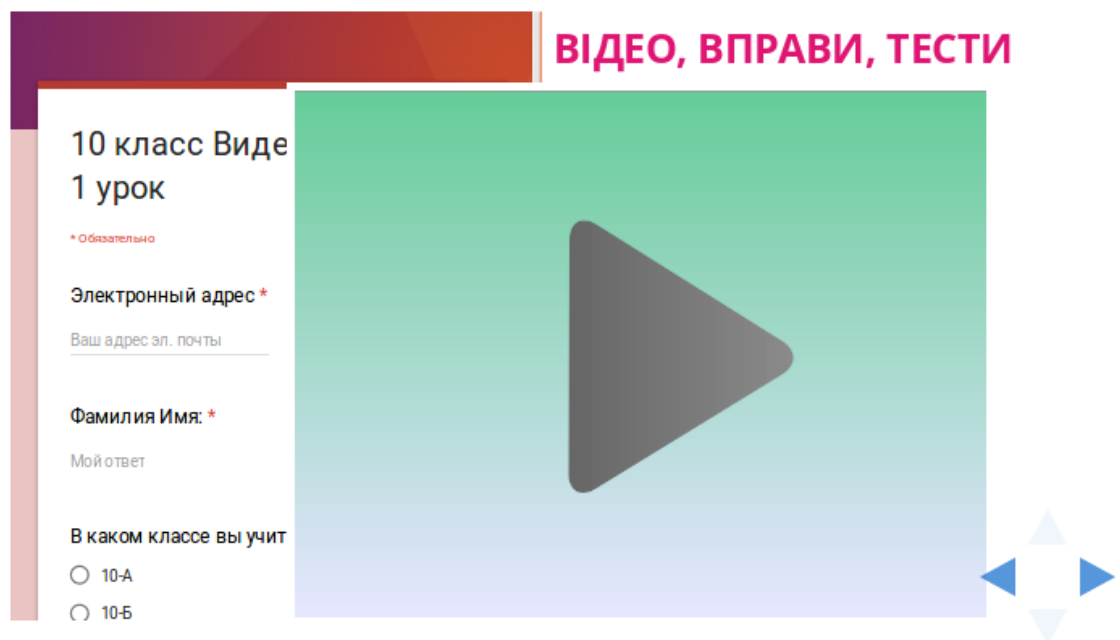 ВІДЕО, ВПРАВИ, ТЕСТИ
10 класс Виде
1 урок
* Обязательно
Электронный адрес *
Ваш адрес эл. почты
Фамилия Имя: *
Мой ответ
В каком классе вы учит
10-А
10-Б